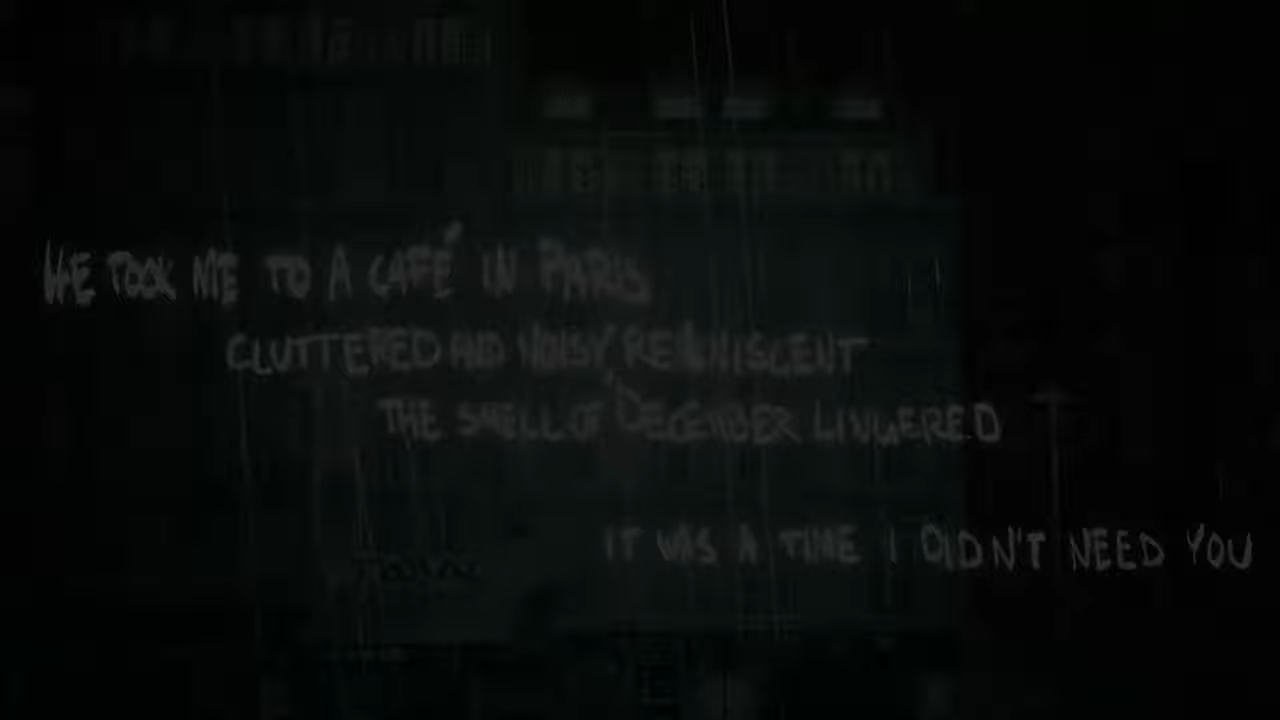 WE TOOK ME TO A CAFÉ IN PARIS
CLUTTERED AND NOISY, REMINISCENT
THE SMELL OF DECEMBER LINGERED
IT WAS A TIME I DIDN'T NEED YOU